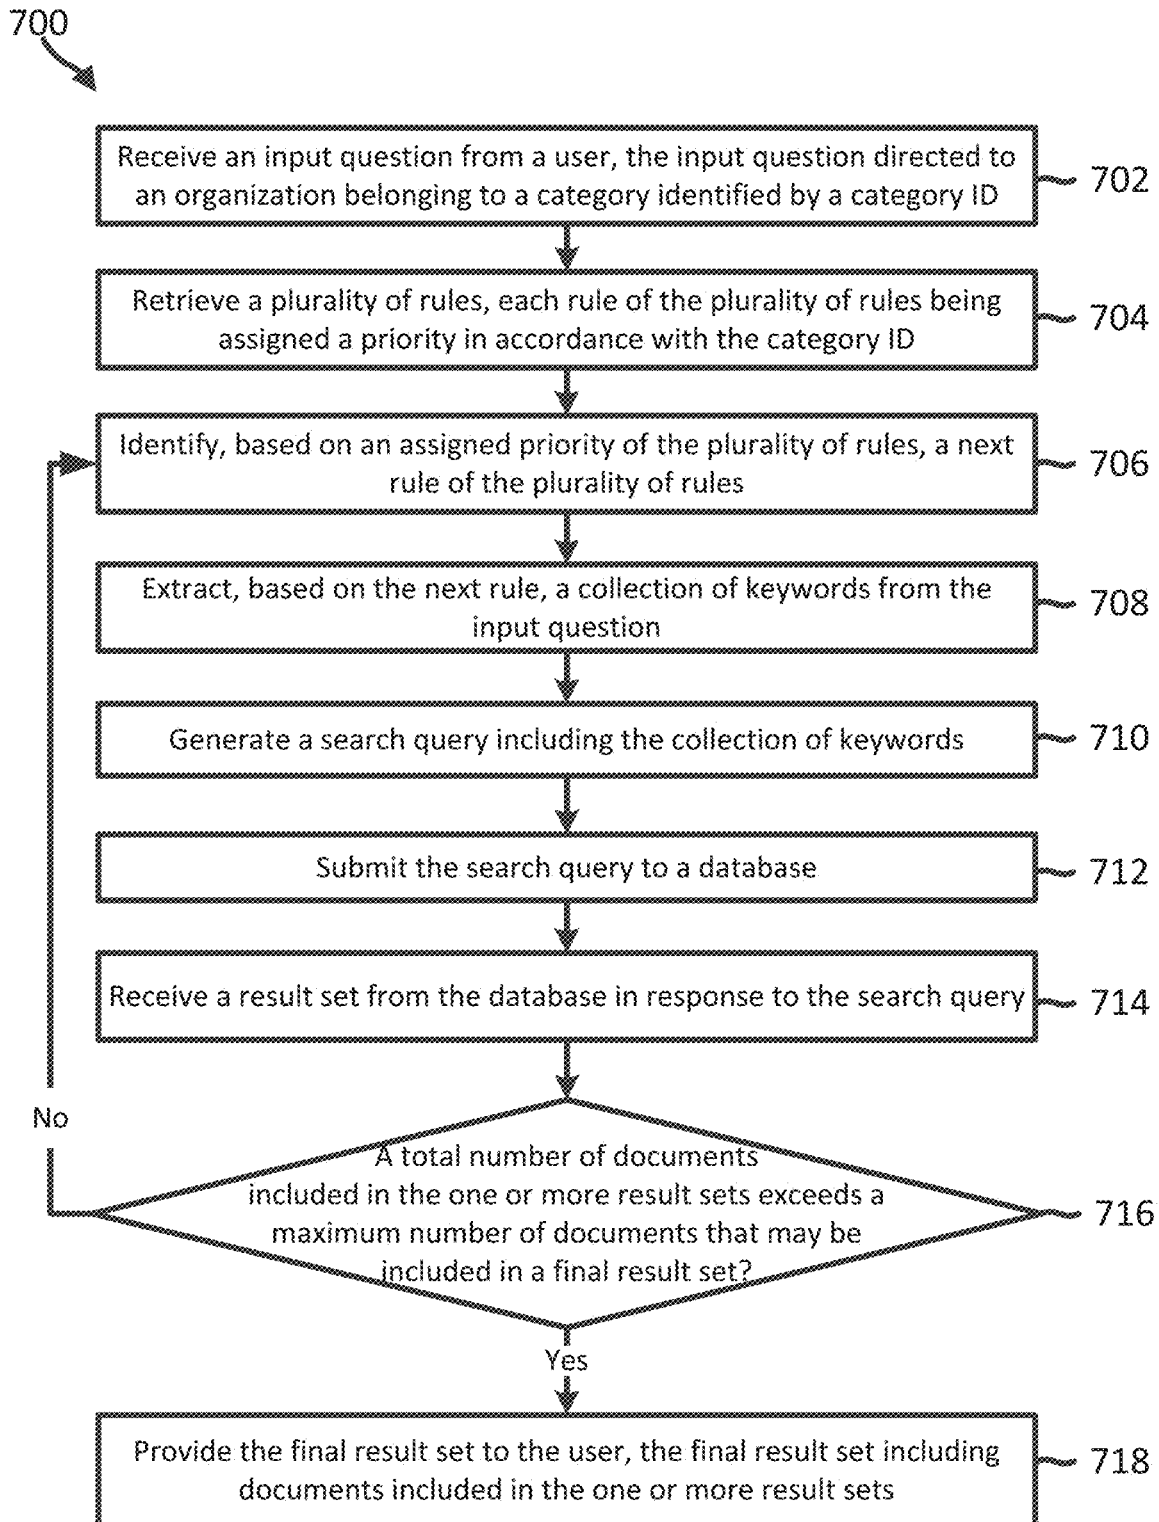 700
Receive an input question from a user, the input question directed to
an organization belonging to a category identified by a category ID
702
Retrieve a plurality of rules, each rule of the plurality of rules being
assigned a priority in accordance with the category ID
704
Identify, based on an assigned priority of the plurality of rules, a next
rule of the plurality of rules
706
Extract, based on the next rule, a collection of keywords from the
input question
708
Generate a search query including the collection of keywords
710
Submit the search query to a database
712
Receive a result set from the database in response to the search query
714
No
A total number of documents
included in the one or more result sets exceeds a
maximum number of documents that may be
included in a final result set?
716
Yes
Provide the final result set to the user, the final result set including
documents included in the one or more result sets
718